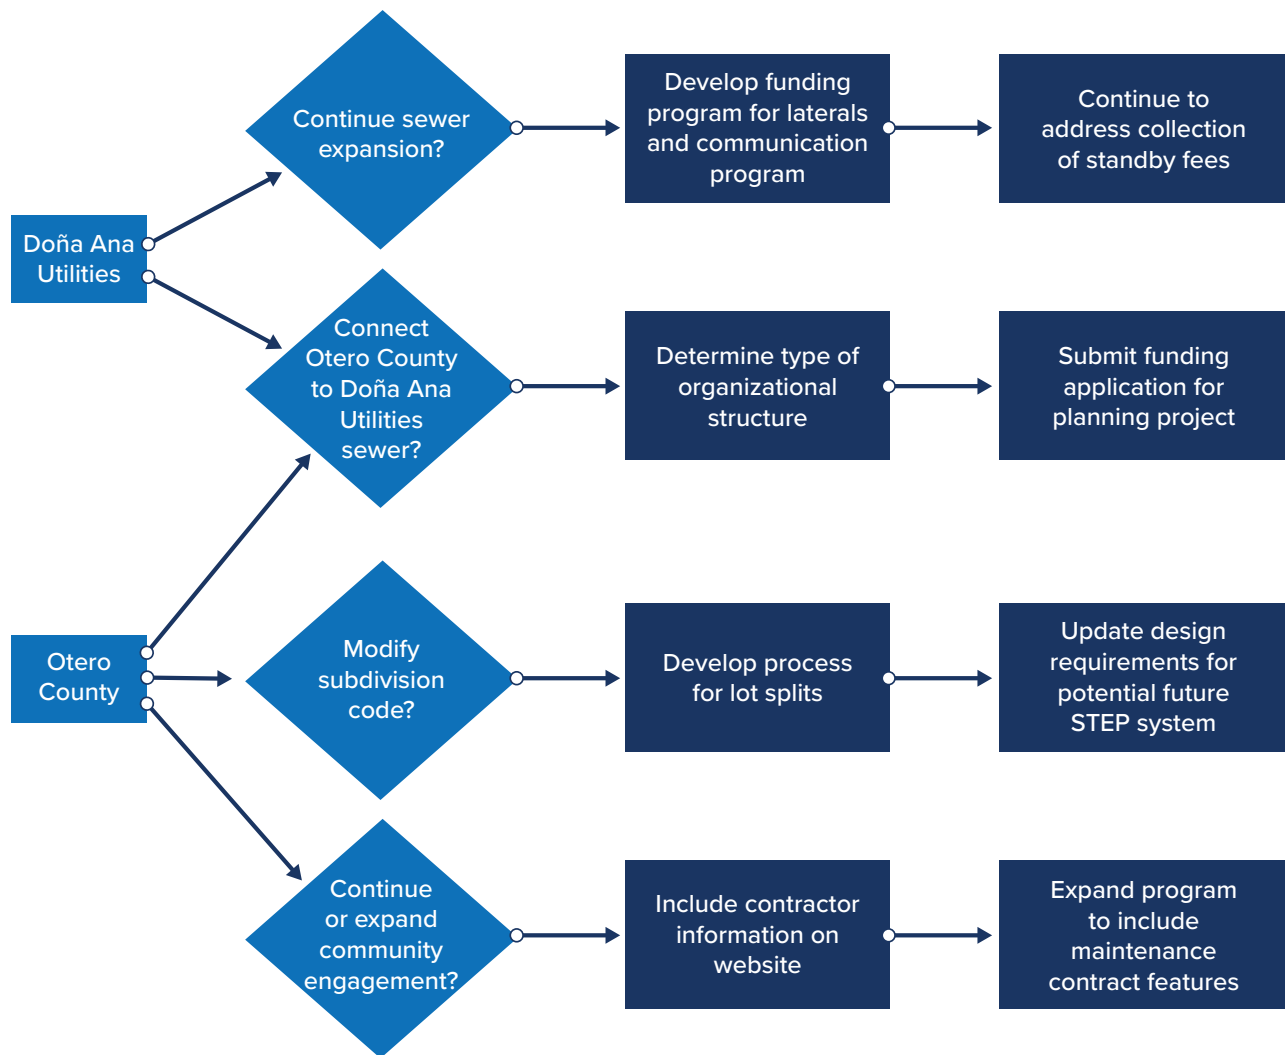 Continue sewer
expansion?
Develop funding
program for laterals
and communication
program
Continue to
address collection
of standby fees
Doña Ana
Utilities
Connect
Otero County
to Doña Ana
Utilities
sewer?
Determine type of
organizational
structure
Submit funding
application for
planning project
Otero
County
Modify
subdivision
code?
Develop process
for lot splits
Update design
requirements for
potential future
STEP system
Continue
or expand
community
engagement?
Include contractor
information on
website
Expand program
to include
maintenance
contract features